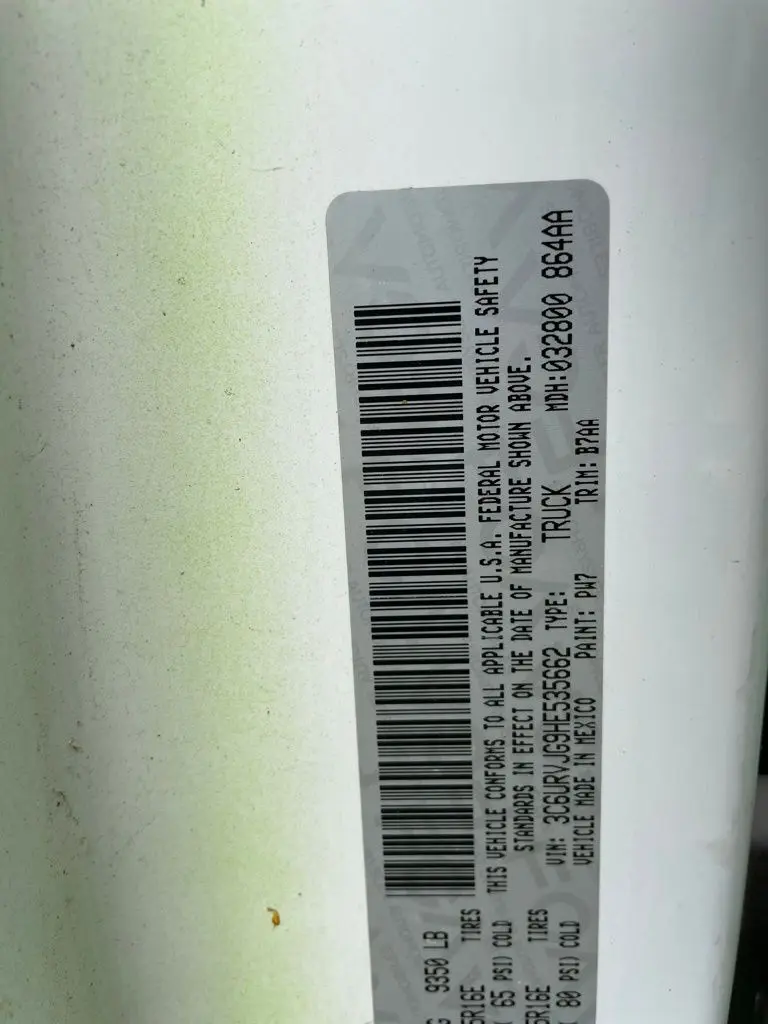 G 9350 LB
5R16E TIRES
65 PSI) COLD
5R16E TIRES
80 PSI) COLD
THIS VEHICLE CONFORMS TO ALL APPLICABLE U.S.A. FEDERAL MOTOR VEHICLE SAFETY
STANDARDS IN EFFECT ON THE DATE OF MANUFACTURE SHOWN ABOVE.
VIN: 3C6URVJG9HE535662 TYPE: TRUCK MDH:032800 864AA
VEHICLE MADE IN MEXICO PAINT: PW7 TRIM: B7AA